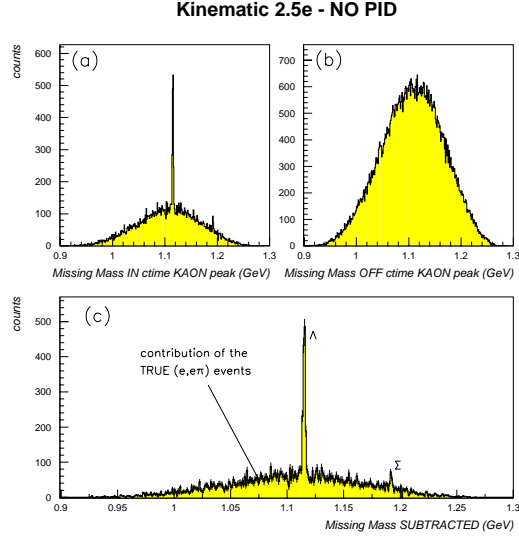 Kinematic 2.5e - NO PID
counts
(a)
600
500
400
300
200
100
0
0.9 1 1.1 1.2 1.3
Missing Mass IN ctime KAON peak (GeV)
(b)
700
600
500
400
300
200
100
0
0.9 1 1.1 1.2 1.3
Missing Mass OFF ctime KAON peak (GeV)
counts
(c)
500
400
300
200
100
0
contribution of the
TRUE (e,eπ) events
Λ
Σ
0.9 0.95 1 1.05 1.1 1.15 1.2 1.25 1.3
Missing Mass SUBTRACTED (GeV)